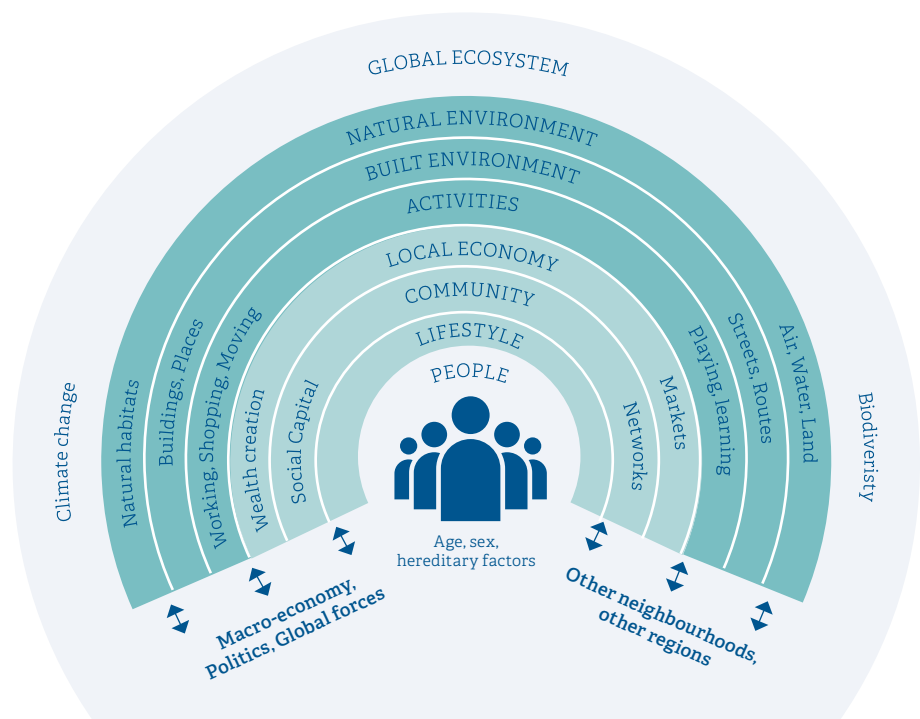 GLOBAL ECOSYSTEM
NATURAL ENVIRONMENT
BUILT ENVIRONMENT
ACTIVITIES
LOCAL ECONOMY
COMMUNITY
LIFESTYLE
PEOPLE
Climate change
Natural habitats
Buildings, Places
Working, Shopping, Moving
Wealth creation
Social Capital
Networks
Markets
Playing, learning
Streets, Routes
Air, Water, Land
Biodiveristy
Age, sex,
hereditary factors
Macro-economy,
Politics, Global forces
Other neighbourhoods,
other regions